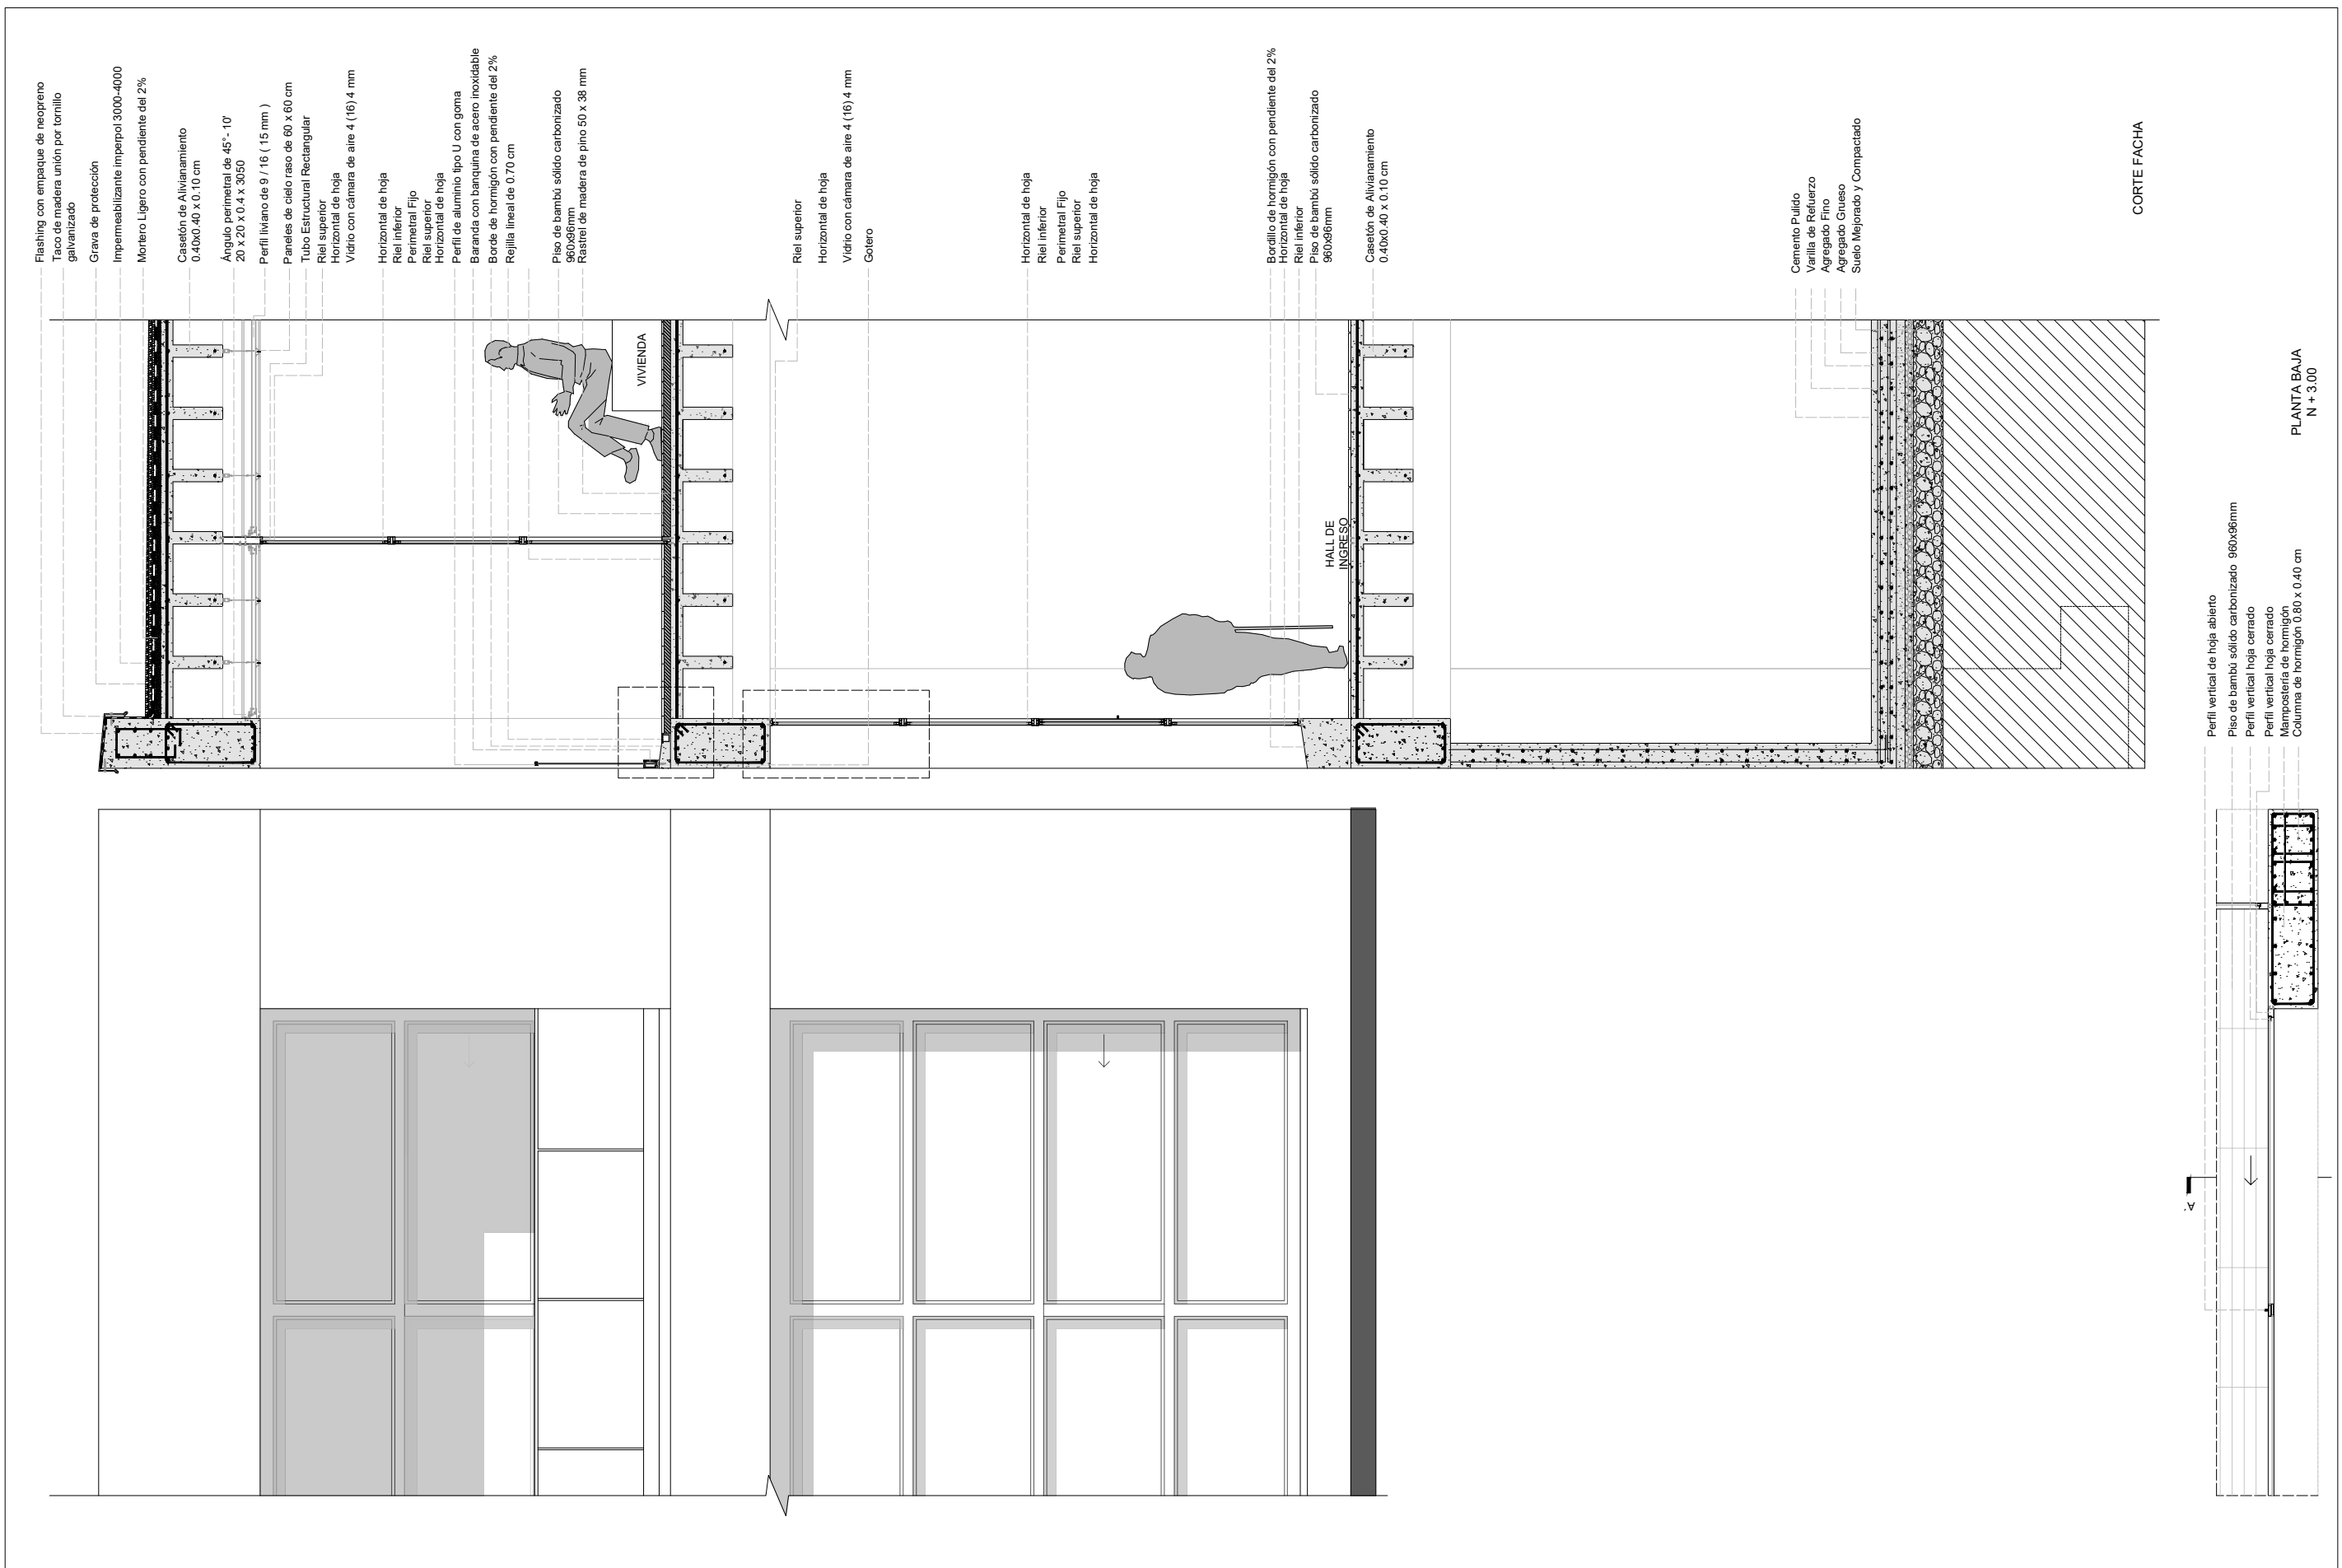 Flashing con empaque de neopreno
Taco de madera unión por tornillo
galvanizado
Grava de protección
Impermeabilizante imperpol 3000-4000
Mortero Ligero con pendiente del 2%
Casetón de Alivianamiento
0.40x0.40 x 0.10 cm
Ángulo perimetral de 45° - 10'
20 x 20 x 0.4 x 3050
Perfil liviano de 9 / 16 ( 15 mm )
Paneles de cielo raso de 60 x 60 cm
Tubo Estructural Rectangular
Riel superior
Horizontal de hoja
Vidrio con cámara de aire 4 (16) 4 mm
Horizontal de hoja
Riel inferior
Perimetral Fijo
Riel superior
Horizontal de hoja
Perfil de aluminio tipo U con goma
Baranda con banquina de acero inoxidable
Borde de hormigón con pendiente del 2%
Rejilla lineal de 0.70 cm
Piso de bambú sólido carbonizado
960x96mm
Rastrel de madera de pino 50 x 38 mm
Riel superior
Horizontal de hoja
Vidrio con cámara de aire 4 (16) 4 mm
Gotero
Horizontal de hoja
Riel inferior
Perimetral Fijo
Riel superior
Horizontal de hoja
Bordillo de hormigón con pendiente del 2%
Horizontal de hoja
Riel inferior
Piso de bambú sólido carbonizado
960x96mm
Casetón de Alivianamiento
0.40x0.40 x 0.10 cm
Cemento Pulido
Varilla de Refuerzo
Agregado Fino
Agregado Grueso
Suelo Mejorado y Compactado
CORTE FACHA
VIVIENDA
HALL DE
INGRESO
PLANTA BAJA
N + 3.00
Perfil vertical de hoja abierto
Piso de bambú sólido carbonizado 960x96mm
Perfil vertical hoja cerrado
Perfil vertical hoja cerrado
Mampostería de hormigón
Columna de hormigón 0.80 x 0.40 cm
A'